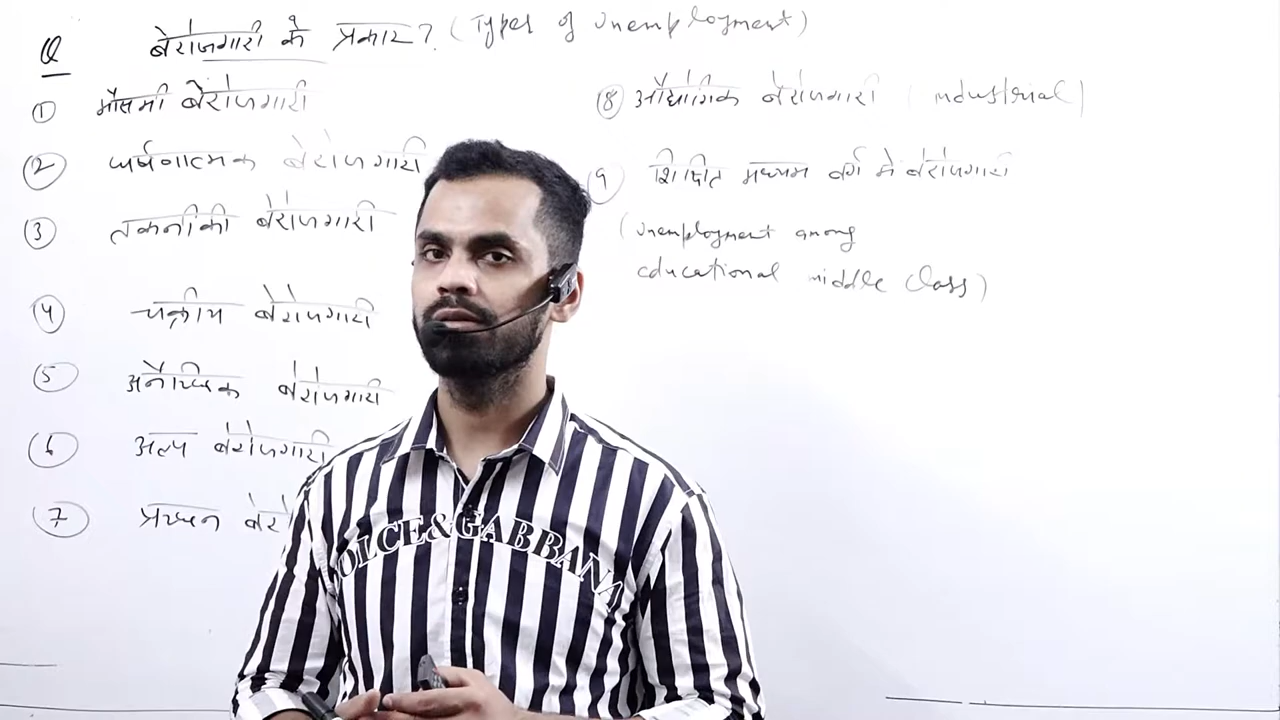 Q बेरोजगारी के प्रकार? (Types of unemployment)
① मौसमी बेरोजगारी
② घर्षनात्मक बेरोजगारी
③ तकनीकी बेरोजगारी
④ चक्रीय बेरोजगारी
⑤ अनैच्छिक बेरोजगारी
⑥ अल्प बेरोजगारी
⑦ प्रच्छन बेरो
⑧ औद्योगिक बेरोजगारी (industrial)
⑨ शिक्षित मध्यम वर्ग मे बेरोजगारी
(unemployment among
educational middle class)
OLCE&GABBANA